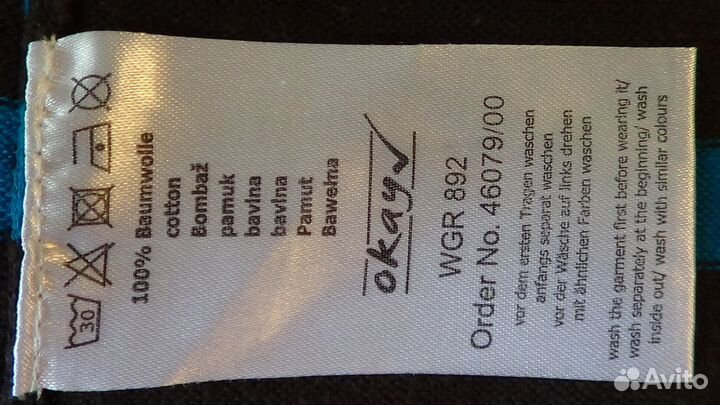 30
100% Baumwolle
cotton
Bombaž
pamuk
bavlna
bavlna
Pamut
Bawełna
okay
WGR 892
Order No. 46079/00
vor dem ersten Tragen waschen
anfangs separat waschen
vor der Wäsche auf links drehen
mit ähnlichen Farben waschen
wash the garment first before wearing it/
wash separately at the beginning/ wash
inside out/ wash with similar colours
Avito